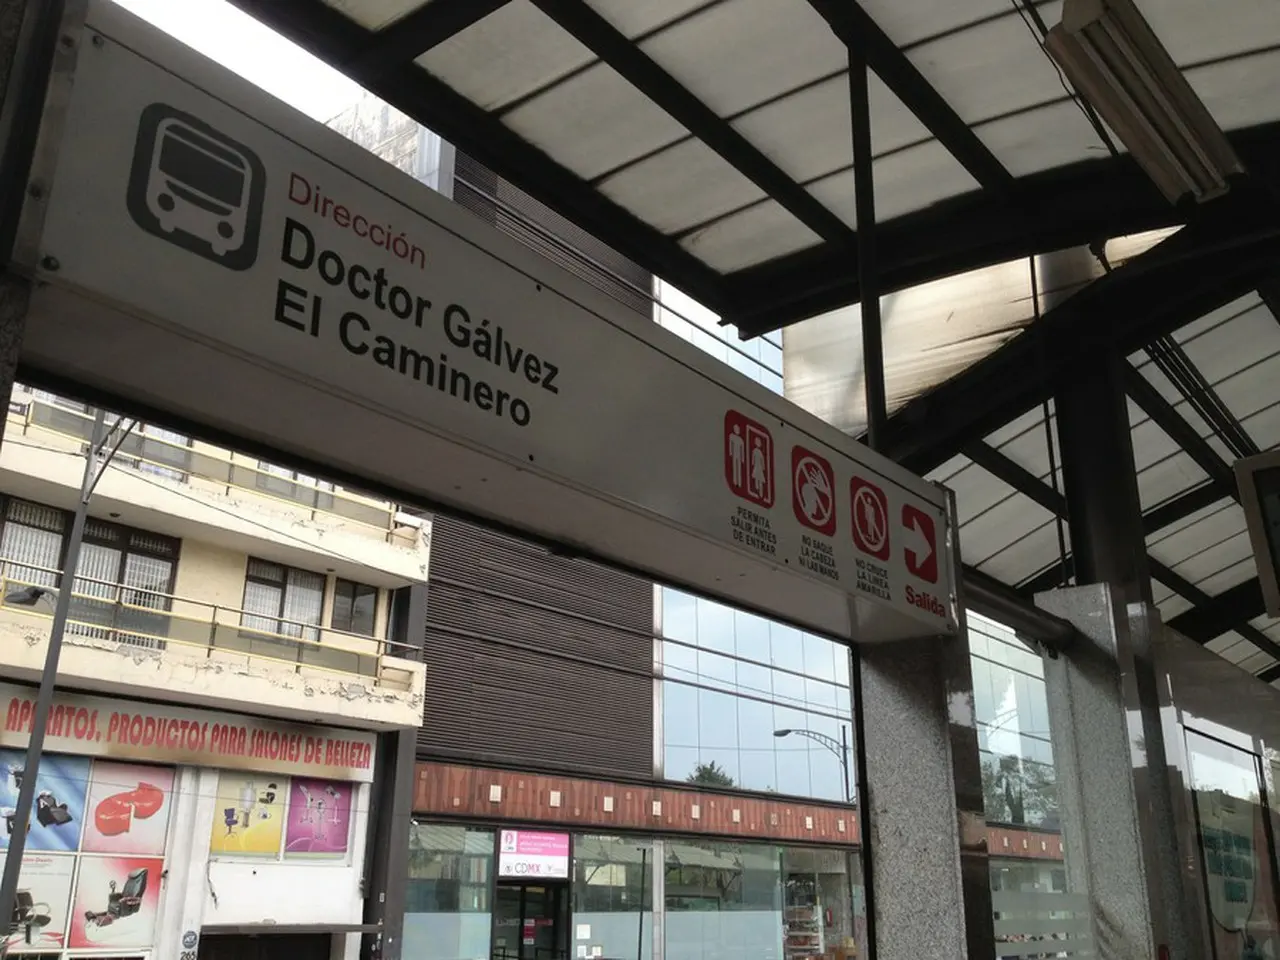 Dirección
Doctor Gálvez
El Caminero
PERMITA
SALIR ANTES
DE ENTRAR
NO SAQUE
LA CABEZA
NI LAS MANOS
NO CRUCE
LA LINEA
AMARILLA
Salida
APARATOS, PRODUCTOS PARA SALONES DE BELLEZA
CDMX
265